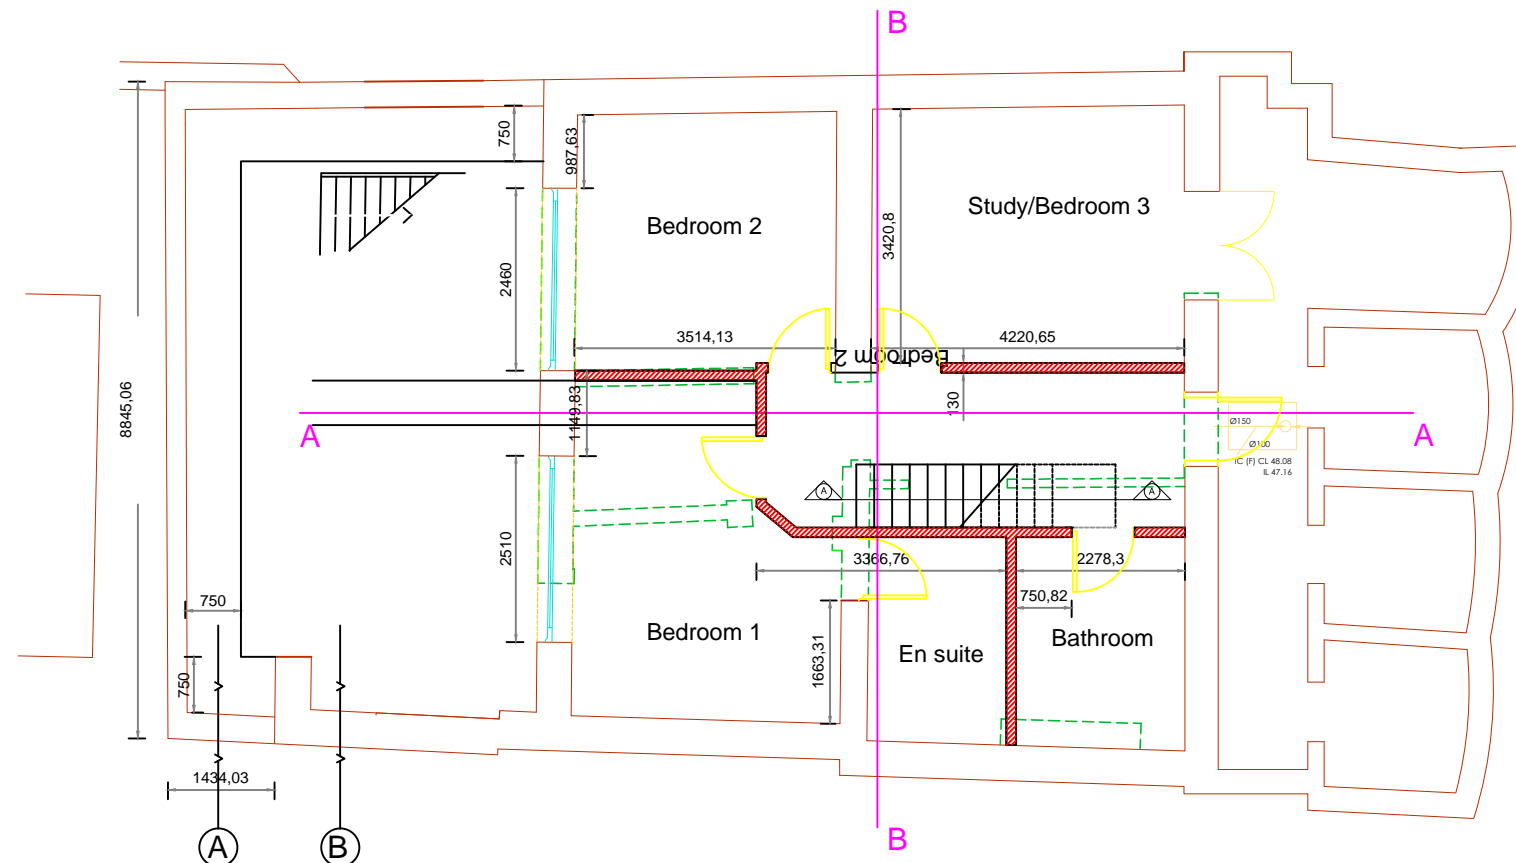 B
750
987,63
Bedroom 2
Study/Bedroom 3
3420,8
2460
3514,13
4220,65
Bedroom 2
8845,06
1149,83
130
A
A
Ø150
Ø100
IC (F) CL 48.08
IL 47.16
A
A
2510
3366,76
2278,3
750
750,82
Bedroom 1
En suite
Bathroom
1663,31
750
1434,03
A
B
B